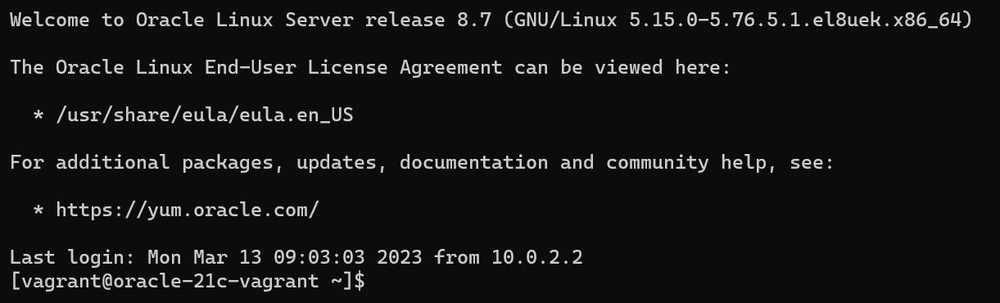 Welcome to Oracle Linux Server release 8.7 (GNU/Linux 5.15.0-5.76.5.1.el8uek.x86_64)
The Oracle Linux End-User License Agreement can be viewed here:
* /usr/share/eula/eula.en_US
For additional packages, updates, documentation and community help, see:
* https://yum.oracle.com/
Last login: Mon Mar 13 09:03:03 2023 from 10.0.2.2
[vagrant@oracle-21c-vagrant ~]$